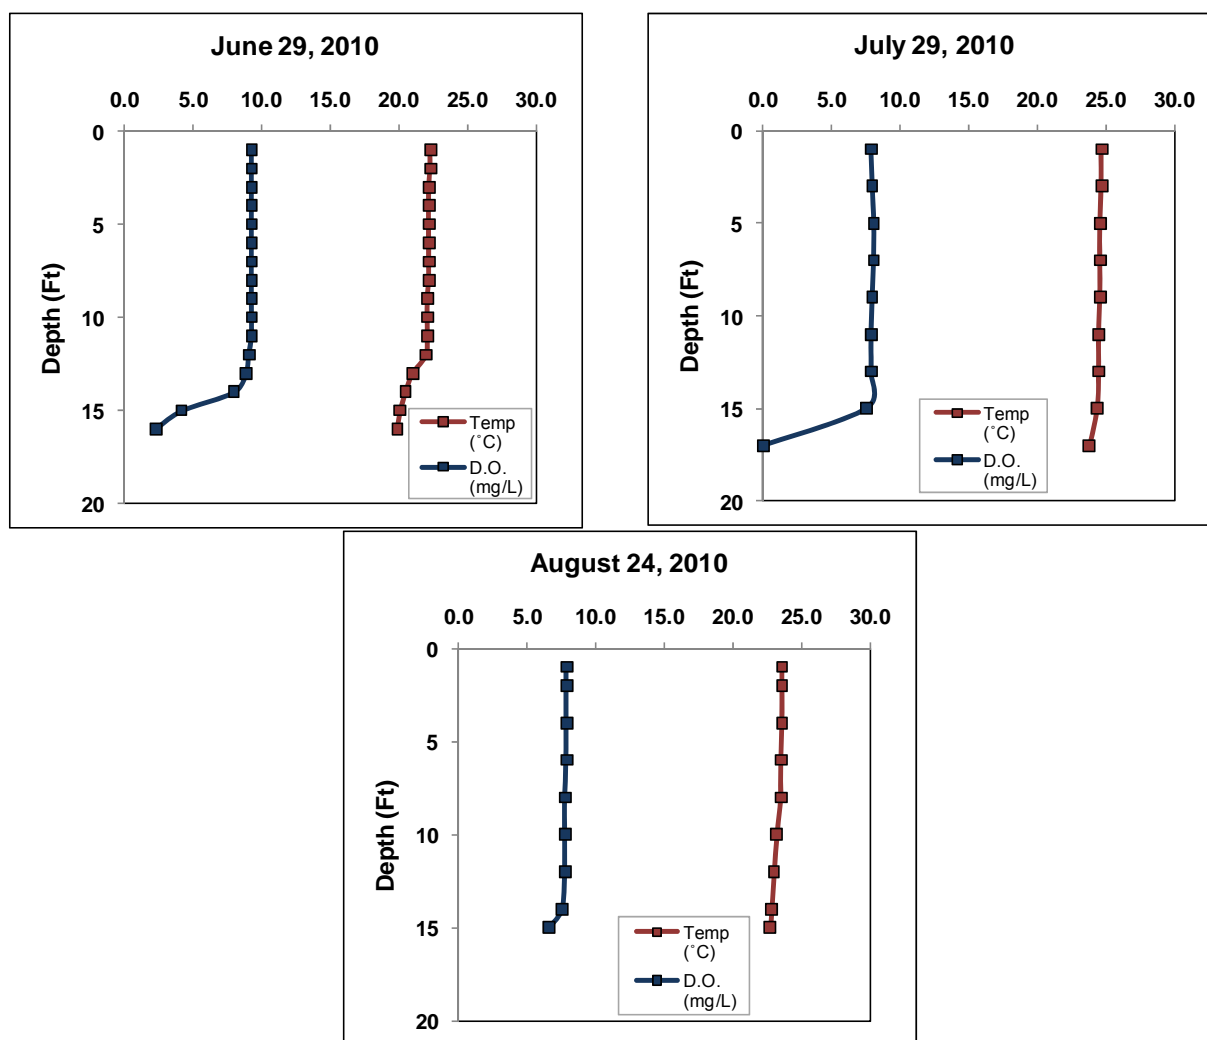 June 29, 2010
0.0 5.0 10.0 15.0 20.0 25.0 30.0
0
5
10
15
20
Depth (Ft)
Temp
(˚C)
D.O.
(mg/L)
July 29, 2010
0.0 5.0 10.0 15.0 20.0 25.0 30.0
0
5
10
15
20
Depth (Ft)
Temp
(˚C)
D.O.
(mg/L)
August 24, 2010
0.0 5.0 10.0 15.0 20.0 25.0 30.0
0
5
10
15
20
Depth (Ft)
Temp
(˚C)
D.O.
(mg/L)